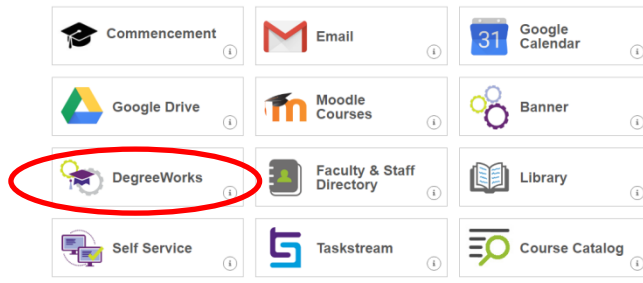 Commencement
Email
31
Google
Calendar
Google Drive
Moodle
Courses
Banner
DegreeWorks
Faculty & Staff
Directory
Library
Self Service
Taskstream
Course Catalog